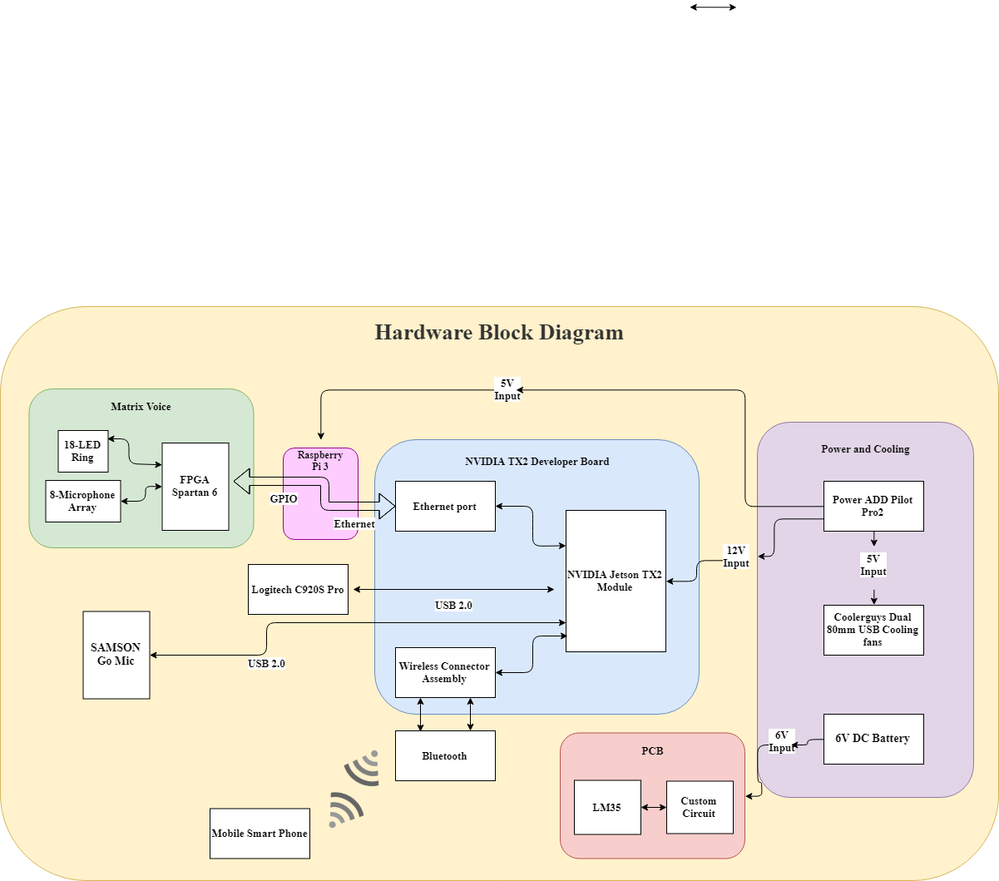 Hardware Block Diagram
5V
Input
Matrix Voice
18-LED
Ring
8-Microphone
Array
FPGA
Spartan 6
GPIO
Raspberry
Pi 3
Ethernet
NVIDIA TX2 Developer Board
Ethernet port
NVIDIA Jetson TX2
Module
12V
Input
Power and Cooling
Power ADD Pilot
Pro2
5V
Input
Coolerguys Dual
80mm USB Cooling
fans
Logitech C920S Pro
USB 2.0
SAMSON
Go Mic
USB 2.0
Wireless Connector
Assembly
Bluetooth
Mobile Smart Phone
PCB
LM35
Custom
Circuit
6V
Input
6V DC Battery